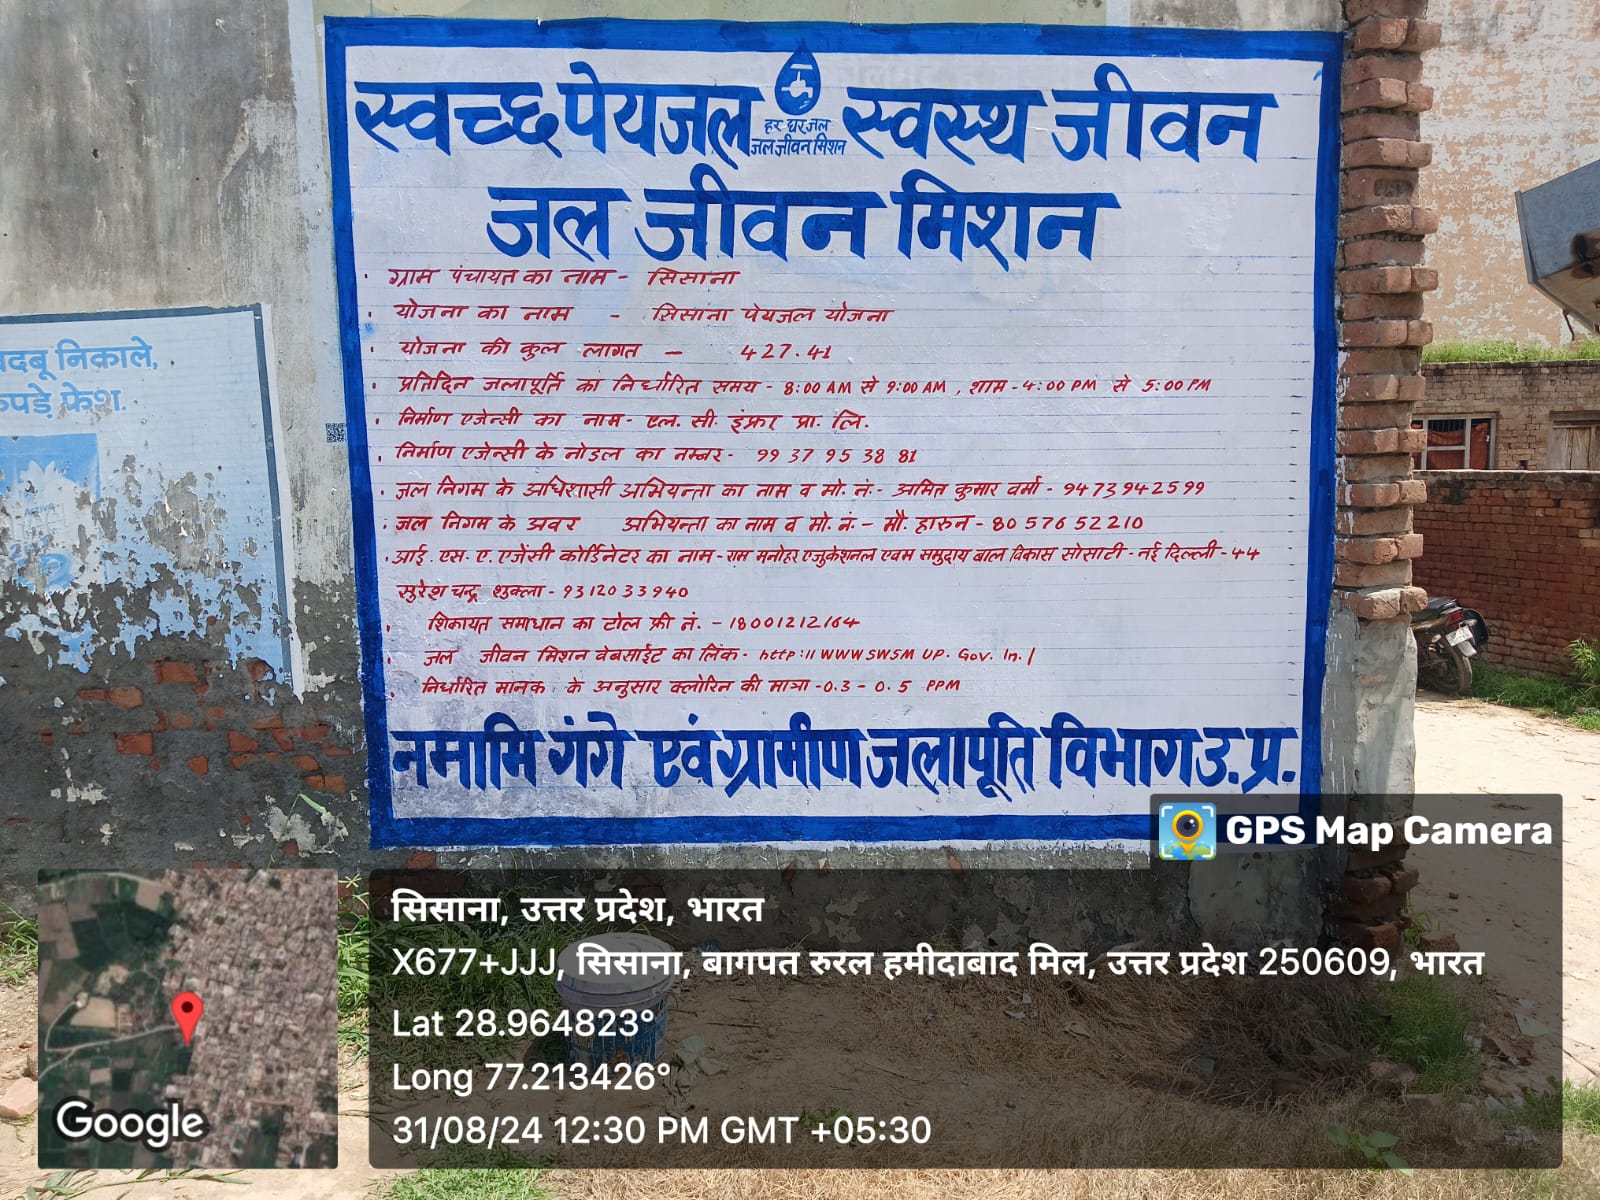 स्वच्छ पेयजल स्वस्थ जीवन
हर घर जल
जल जीवन मिशन
जल जीवन मिशन
. ग्राम पंचायत का नाम - सिसाना
. योजना का नाम - सिसाना पेयजल योजना
. योजना की कुल लागत - 427.41
. प्रतिदिन जलापूर्ति का निर्धारित समय - 8:00 AM से 9:00 AM , शाम - 4:00 PM से 5:00 PM
. निर्माण एजेन्सी का नाम- एल. सी. इंफ्रा प्रा. लि.
. निर्माण एजेन्सी के नोडल का नम्बर- 99 37 95 38 81
. जल निगम के अधिशासी अभियन्ता का नाम व मो. नं.- अमित कुमार वर्मा - 9473942599
. जल निगम के अवर अभियन्ता का नाम व मो. नं.- मौ. हारुन - 80 576 52 210
. आई. एस. ए. एजेंसी कोर्डिनेटर का नाम - राम मनोहर एजुकेशनल एवम समुदाय बाल विकास सोसाटी - नई दिल्ली - 44
सुरेश चन्द्र शुक्ला - 9312033940
. शिकायत समाधान का टोल फ्री नं. - 18001212164
. जल जीवन मिशन वेबसाईट का लिंक - http:// WWW SWSM UP. Gov. In. /
. निर्धारित मानक के अनुसार क्लोरिन की मात्रा - 0.3 - 0.5 PPM
नमामि गंगे एवं ग्रामीण जलापूर्ति विभाग उ. प्र.
दबू निकाले,
पड़े फ्रेश.
GPS Map Camera
सिसाना, उत्तर प्रदेश, भारत
X677+JJJ, सिसाना, बागपत रुरल हमीदाबाद मिल, उत्तर प्रदेश 250609, भारत
Lat 28.964823°
Long 77.213426°
31/08/24 12:30 PM GMT +05:30
Google